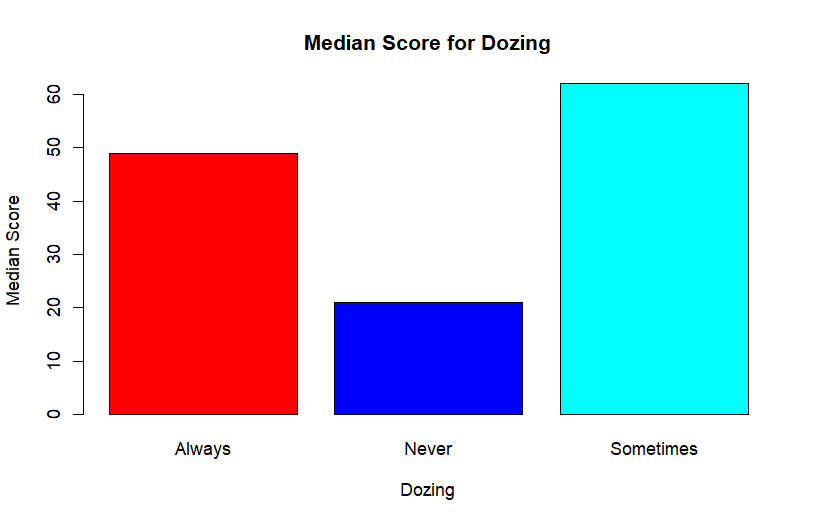 Median Score for Dozing
Median Score
60
50
40
30
20
10
0
Always
Never
Sometimes
Dozing